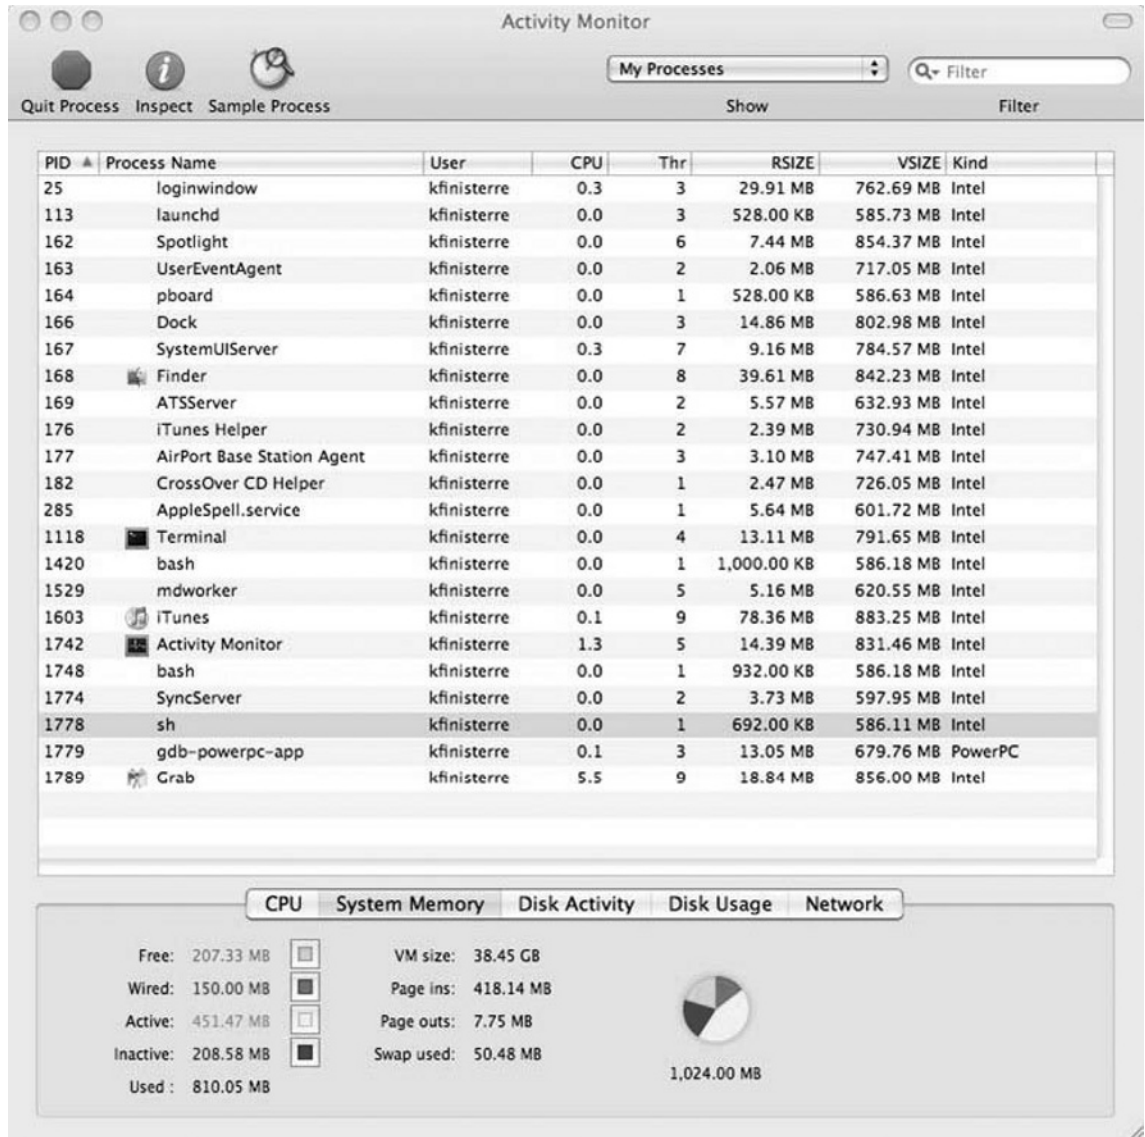 Activity Monitor
My Processes
Filter
Quit Process Inspect Sample Process Show Filter
PID Process Name User CPU Thr RSIZE VSIZE Kind
25 loginwindow kfinisterre 0.3 3 29.91 MB 762.69 MB Intel
113 launchd kfinisterre 0.0 3 528.00 KB 585.73 MB Intel
162 Spotlight kfinisterre 0.0 6 7.44 MB 854.37 MB Intel
163 UserEventAgent kfinisterre 0.0 2 2.06 MB 717.05 MB Intel
164 pboard kfinisterre 0.0 1 528.00 KB 586.63 MB Intel
166 Dock kfinisterre 0.0 3 14.86 MB 802.98 MB Intel
167 SystemUIServer kfinisterre 0.3 7 9.16 MB 784.57 MB Intel
168 Finder kfinisterre 0.0 8 39.61 MB 842.23 MB Intel
169 ATSServer kfinisterre 0.0 2 5.57 MB 632.93 MB Intel
176 iTunes Helper kfinisterre 0.0 2 2.39 MB 730.94 MB Intel
177 AirPort Base Station Agent kfinisterre 0.0 3 3.10 MB 747.41 MB Intel
182 CrossOver CD Helper kfinisterre 0.0 1 2.47 MB 726.05 MB Intel
285 AppleSpell.service kfinisterre 0.0 1 5.64 MB 601.72 MB Intel
1118 Terminal kfinisterre 0.0 4 13.11 MB 791.65 MB Intel
1420 bash kfinisterre 0.0 1 1,000.00 KB 586.18 MB Intel
1529 mdworker kfinisterre 0.0 5 5.16 MB 620.55 MB Intel
1603 iTunes kfinisterre 0.1 9 78.36 MB 883.25 MB Intel
1742 Activity Monitor kfinisterre 1.3 5 14.39 MB 831.46 MB Intel
1748 bash kfinisterre 0.0 1 932.00 KB 586.18 MB Intel
1774 SyncServer kfinisterre 0.0 2 3.73 MB 597.95 MB Intel
1778 sh kfinisterre 0.0 1 692.00 KB 586.11 MB Intel
1779 gdb-powerpc-app kfinisterre 0.1 3 13.05 MB 679.76 MB PowerPC
1789 Grab kfinisterre 5.5 9 18.84 MB 856.00 MB Intel
CPU System Memory Disk Activity Disk Usage Network
Free: 207.33 MB VM size: 38.45 GB
Wired: 150.00 MB Page ins: 418.14 MB
Active: 451.47 MB Page outs: 7.75 MB
Inactive: 208.58 MB Swap used: 50.48 MB
1,024.00 MB
Used : 810.05 MB